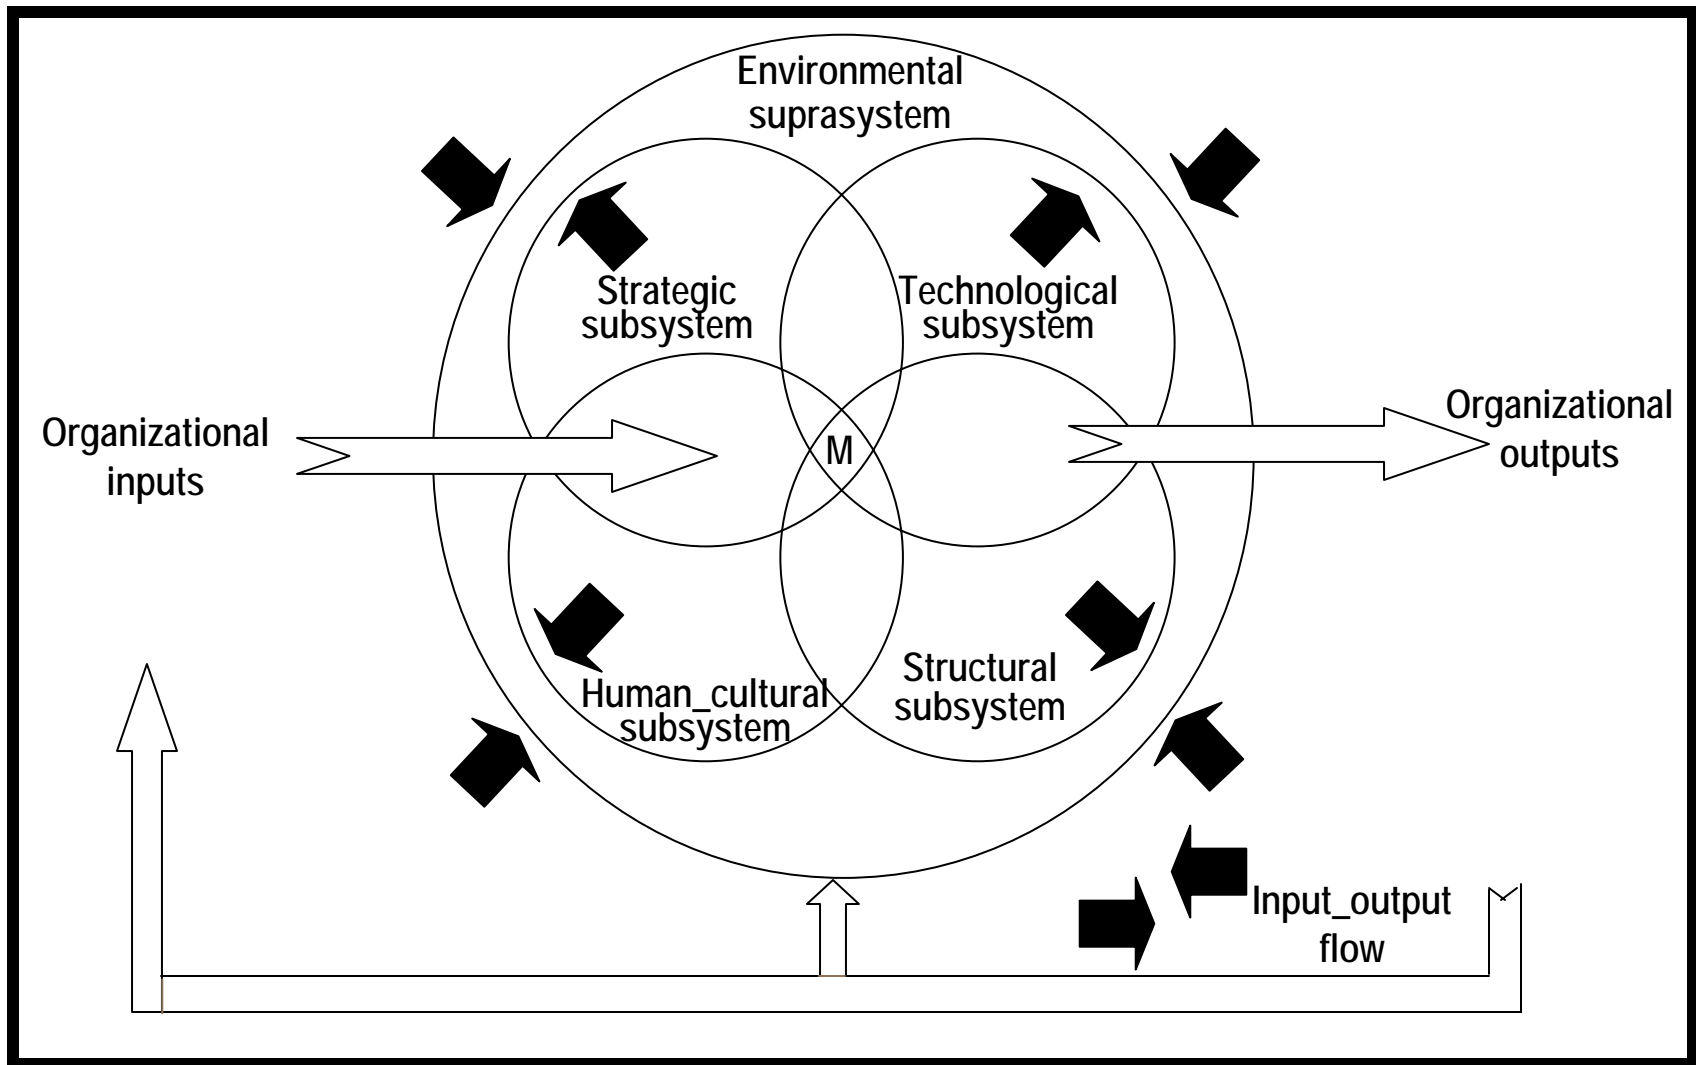 Environmental
suprasystem
Strategic
subsystem
Technological
subsystem
Organizational
inputs
M
Organizational
outputs
Human_cultural
subsystem
Structural
subsystem
Input_output
flow